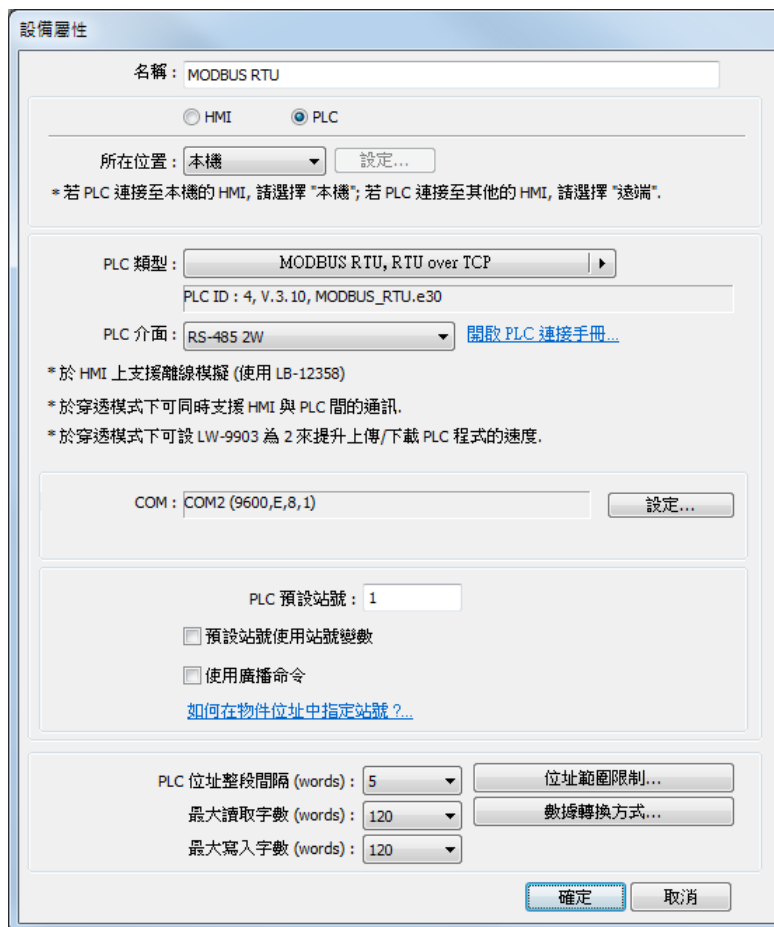 設備屬性
名稱 : MODBUS RTU
HMI PLC
所在位置 : 本機 設定...
* 若 PLC 連接至本機的 HMI, 請選擇 "本機"; 若 PLC 連接至其他的 HMI, 請選擇 "遠端".
PLC 類型 : MODBUS RTU, RTU over TCP
PLC ID : 4, V.3.10, MODBUS_RTU.e30
PLC 介面 : RS-485 2W 開啟 PLC 連接手冊...
* 於 HMI 上支援離線模擬 (使用 LB-12358)
* 於穿透模式下可同時支援 HMI 與 PLC 間的通訊.
* 於穿透模式下可設 LW-9903 為 2 來提升上傳/下載 PLC 程式的速度.
COM : COM2 (9600,E,8,1) 設定...
PLC 預設站號 : 1
預設站號使用站號變數
使用廣播命令
如何在物件位址中指定站號 ?...
PLC 位址整段間隔 (words) : 5 位址範圍限制...
最大讀取字數 (words) : 120 數據轉換方式...
最大寫入字數 (words) : 120
確定 取消